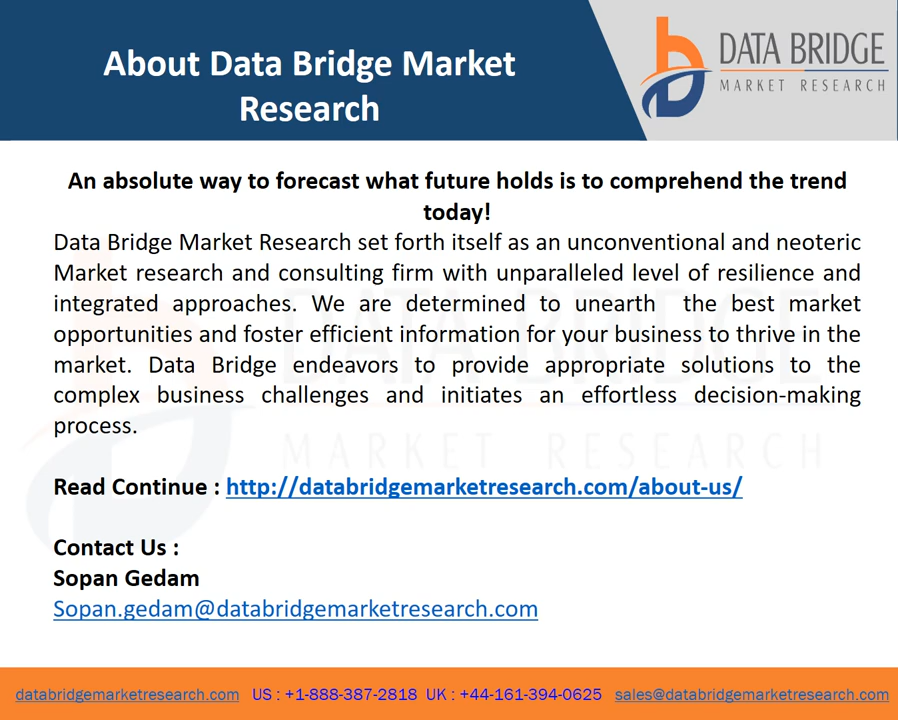 About Data Bridge Market
Research
DATA BRIDGE
MARKET RESEARCH
An absolute way to forecast what future holds is to comprehend the trend
today!
Data Bridge Market Research set forth itself as an unconventional and neoteric
Market research and consulting firm with unparalleled level of resilience and
integrated approaches. We are determined to unearth the best market
opportunities and foster efficient information for your business to thrive in the
market. Data Bridge endeavors to provide appropriate solutions to the
complex business challenges and initiates an effortless decision-making
process.
DATA BRIDGE
MARKET RESEARCH
Read Continue : http://databridgemarketresearch.com/about-us/
Contact Us :
Sopan Gedam
Sopan.gedam@databridgemarketresearch.com
databridgemarketresearch.com US : +1-888-387-2818 UK : +44-161-394-0625 sales@databridgemarketresearch.com